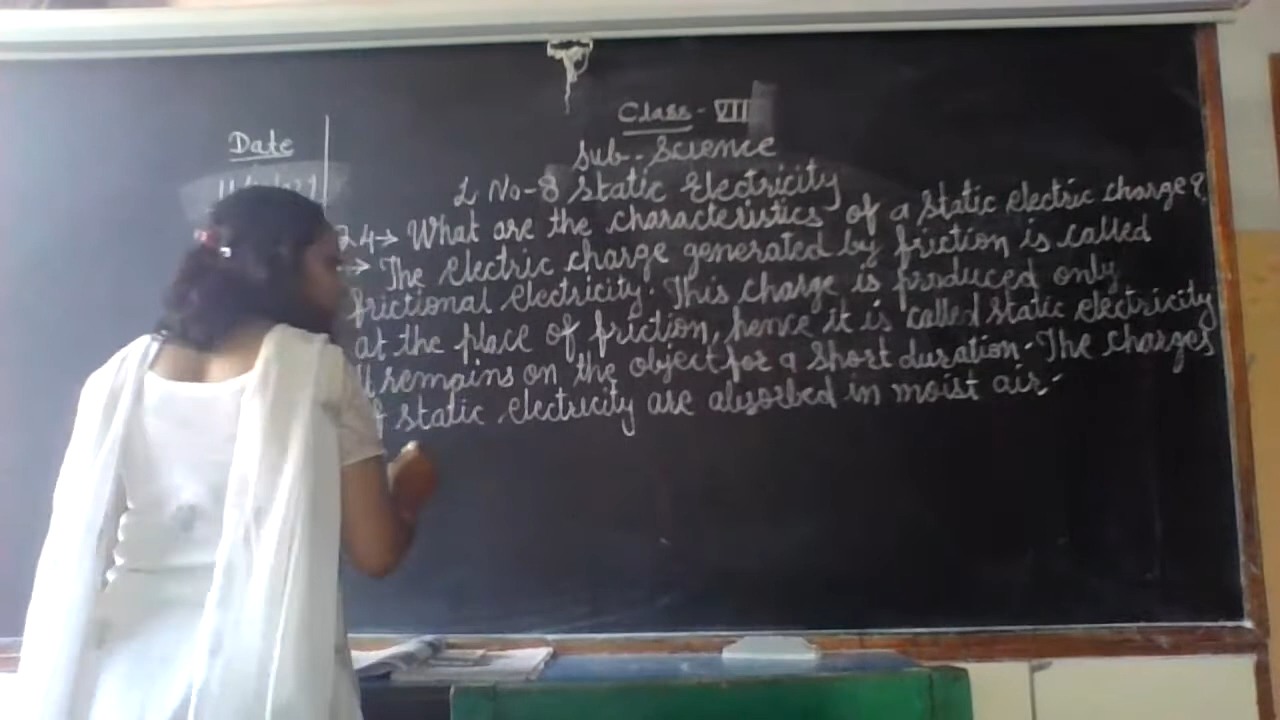 Class - VII
Date
Sub - Science
L No-8 Static Electricity
4→ What are the characteristics of a static electric charge?
→ The electric charge generated by friction is called
frictional electricity. This charge is produced only
at the place of friction, hence it is called static electricity
It remains on the object for a short duration. The charges
of static electricity are absorbed in moist air.